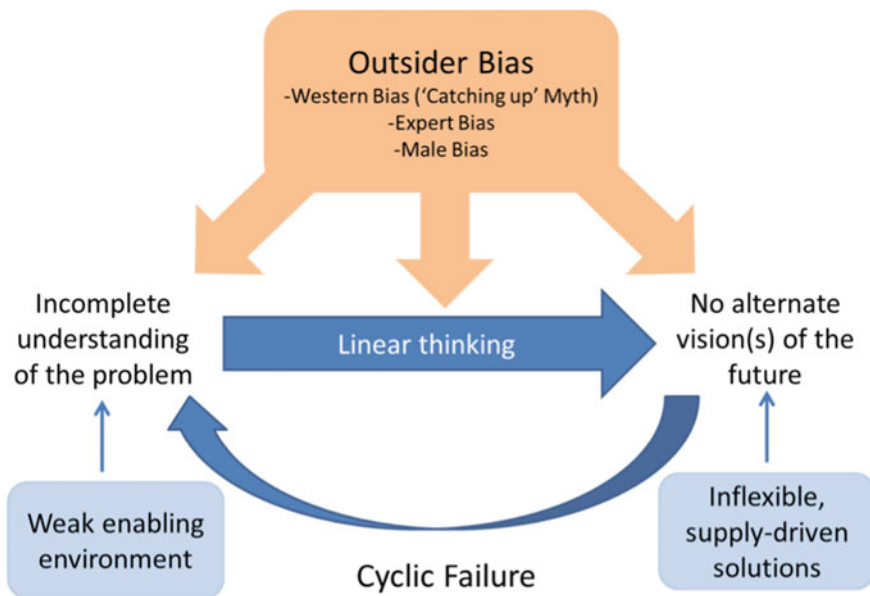 Outsider Bias
-Western Bias (‘Catching up’ Myth)
-Expert Bias
-Male Bias
Incomplete
understanding
of the problem
Linear thinking
No alternate
vision(s) of the
future
Weak enabling
environment
Inflexible,
supply-driven
solutions
Cyclic Failure